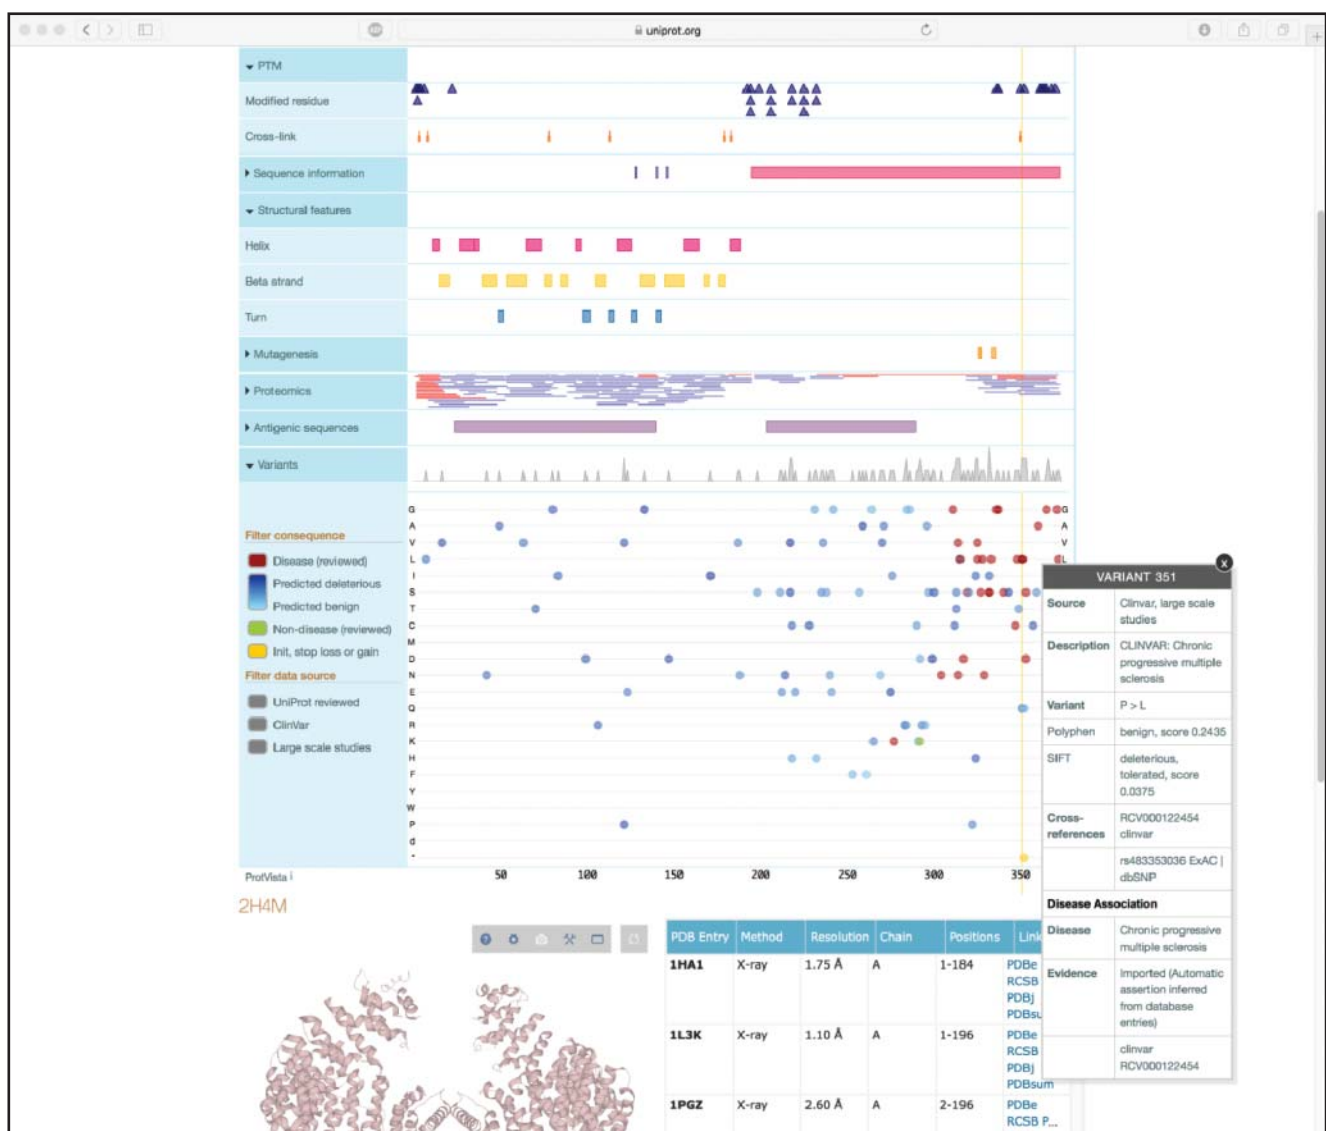 uniprot.org
PTM
Modified residue
Cross-link
Sequence information
Structural features
Helix
Beta strand
Turn
Mutagenesis
Proteomics
Antigenic sequences
Variants
Filter consequence
Disease (reviewed)
Predicted deleterious
Predicted benign
Non-disease (reviewed)
Init, stop loss or gain
Filter data source
UniProt reviewed
ClinVar
Large scale studies
G G
A A
V V
L L
I
S
T
C
M
D
N
E
Q
R
K
H
F
Y
W
P
d
*
ProtVista i
50 100 150 200 250 300 350
VARIANT 351
Source Clinvar, large scale
studies
Description CLINVAR: Chronic
progressive multiple
sclerosis
Variant P > L
Polyphen benign, score 0.2435
SIFT deleterious,
tolerated, score
0.0375
Cross-
references RCV000122454
clinvar
rs483353036 ExAC |
dbSNP
Disease Association
Disease Chronic progressive
multiple sclerosis
Evidence Imported (Automatic
assertion inferred
from database
entries)
clinvar
RCV000122454
2H4M
PDB Entry Method Resolution Chain Positions Link
1HA1 X-ray 1.75 Å A 1-184 PDBe
RCSB
PDBj
PDBsu
1L3K X-ray 1.10 Å A 1-196 PDBe
RCSB
PDBj
PDBsum
1PGZ X-ray 2.60 Å A 2-196 PDBe
RCSB P...